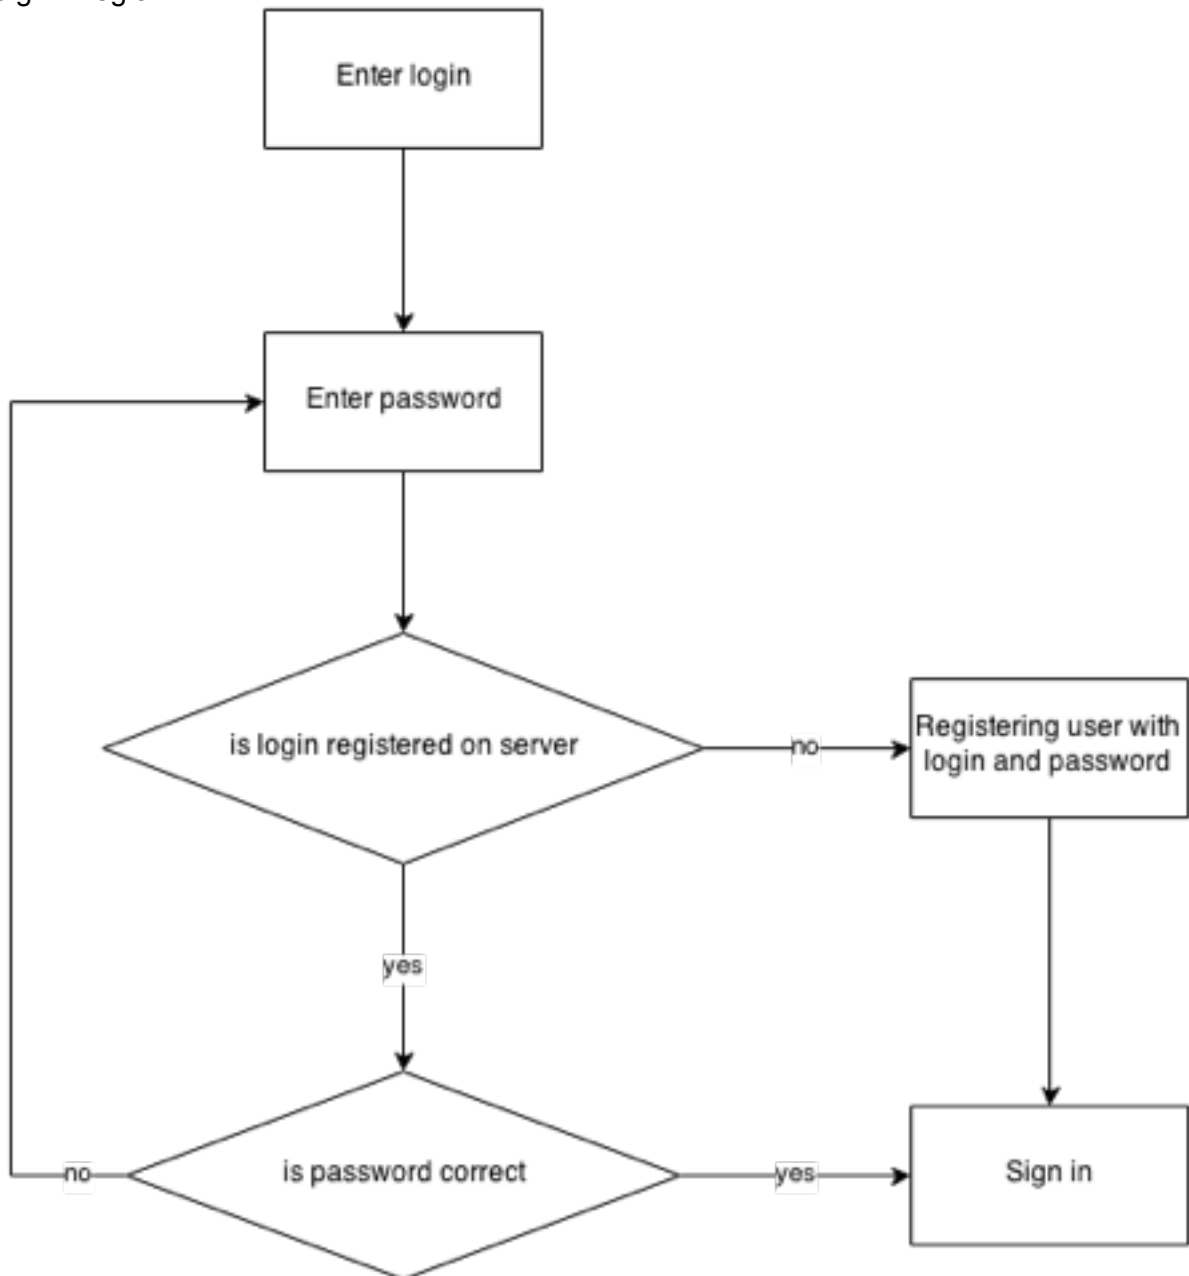 Enter login
Enter password
is login registered on server
no
Registering user with
login and password
yes
no
is password correct
yes
Sign in